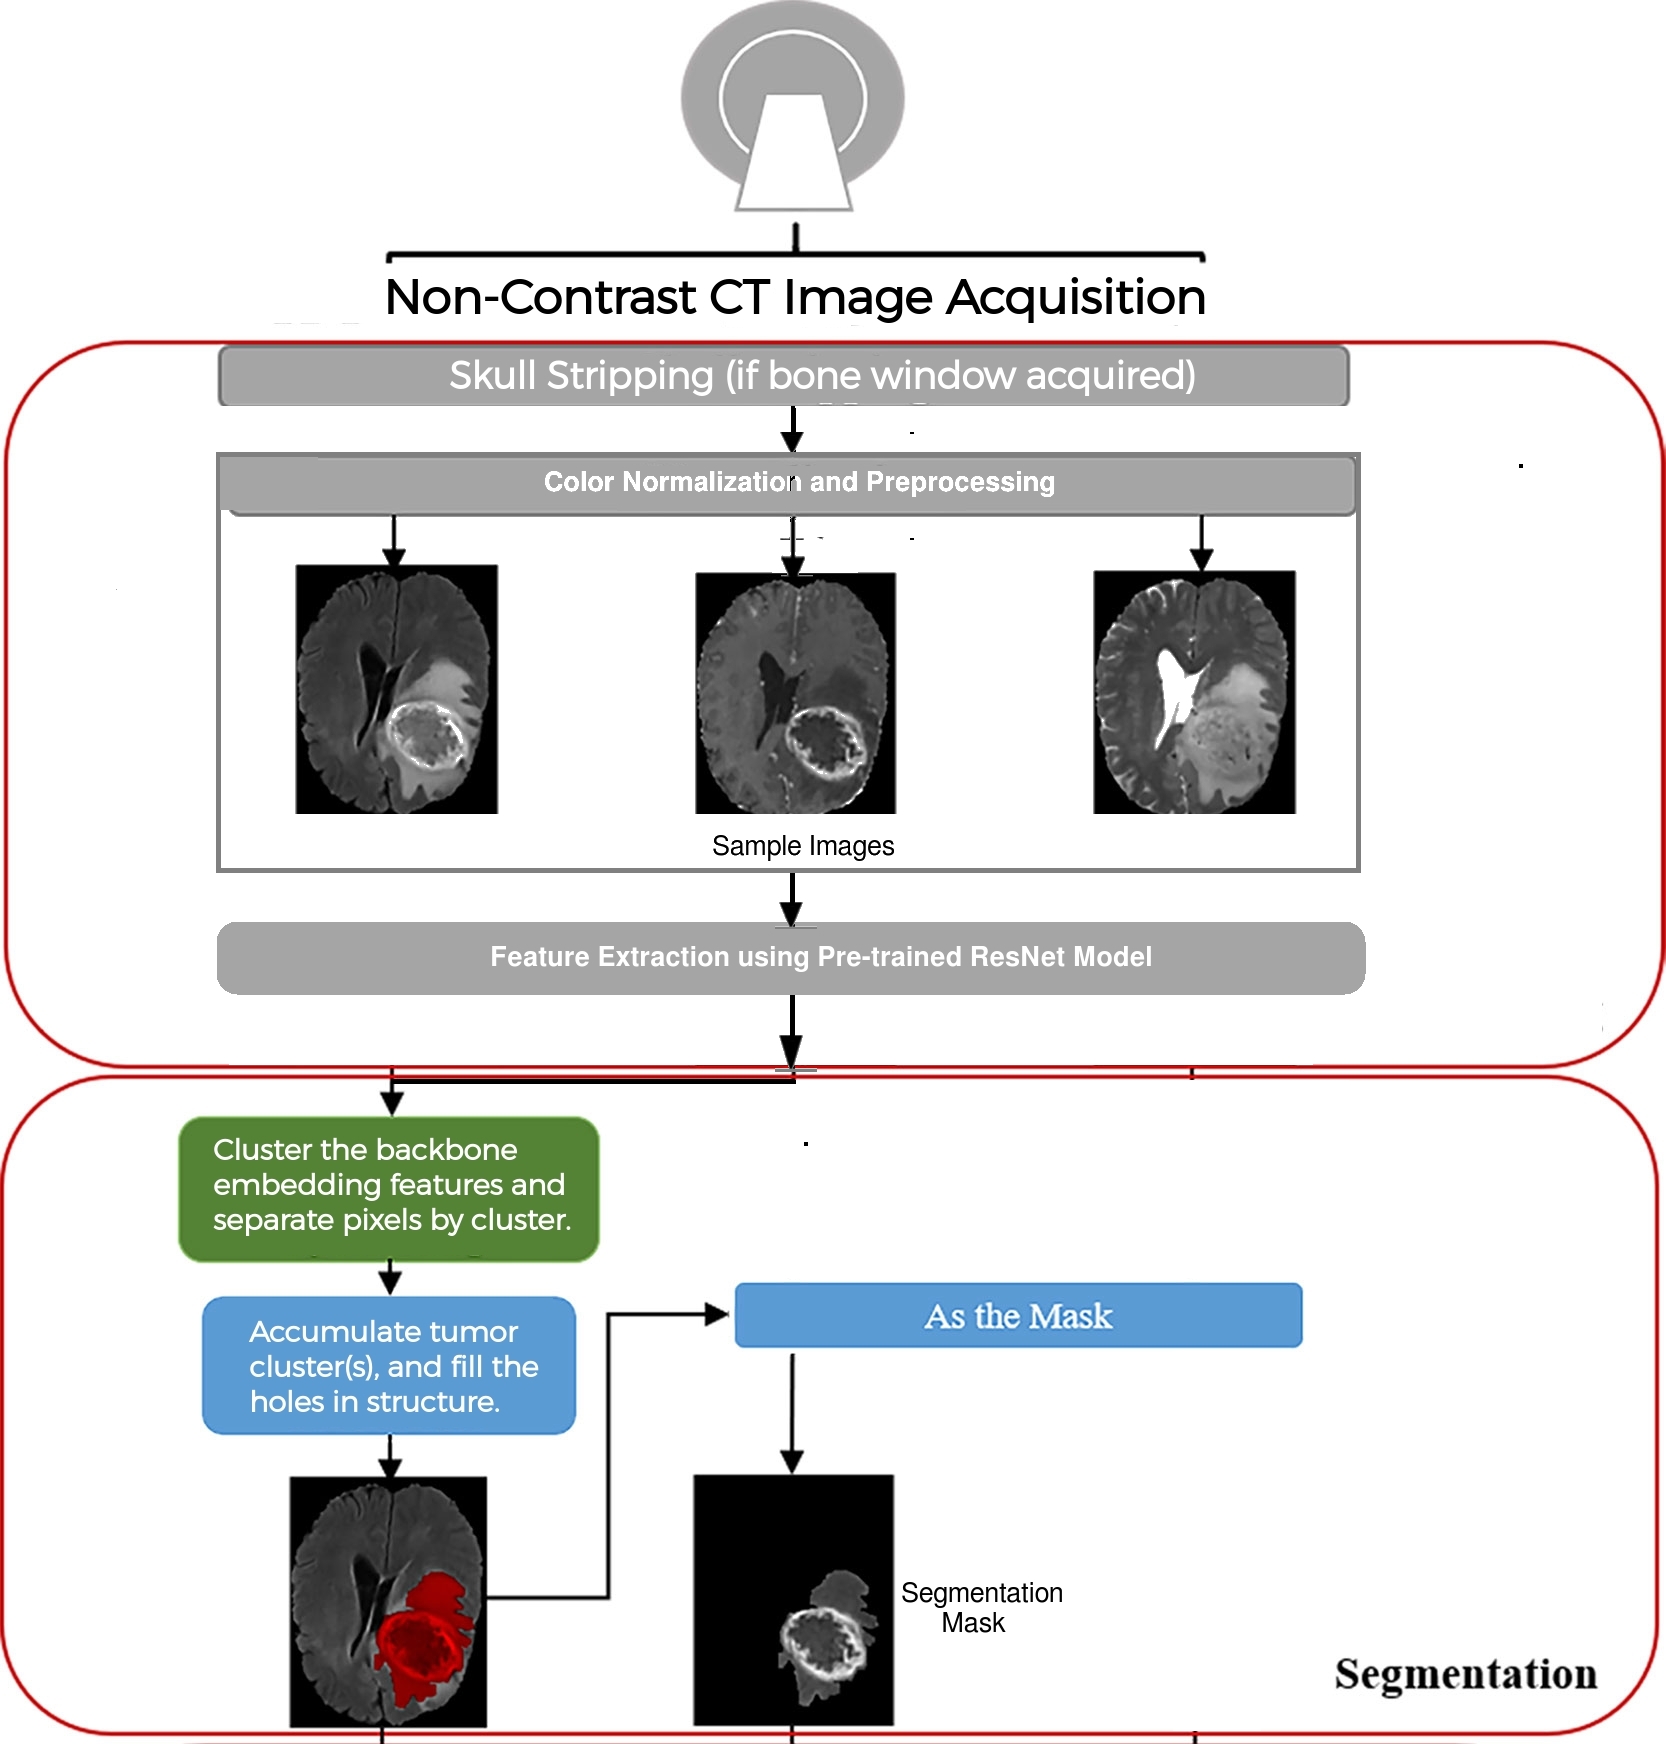 Non-Contrast CT Image Acquisition
Skull Stripping (if bone window acquired)
Color Normalization and Preprocessing
Sample Images
Feature Extraction using Pre-trained ResNet Model
Cluster the backbone
embedding features and
separate pixels by cluster.
Accumulate tumor
cluster(s), and fill the
holes in structure.
As the Mask
Segmentation
Mask
Segmentation